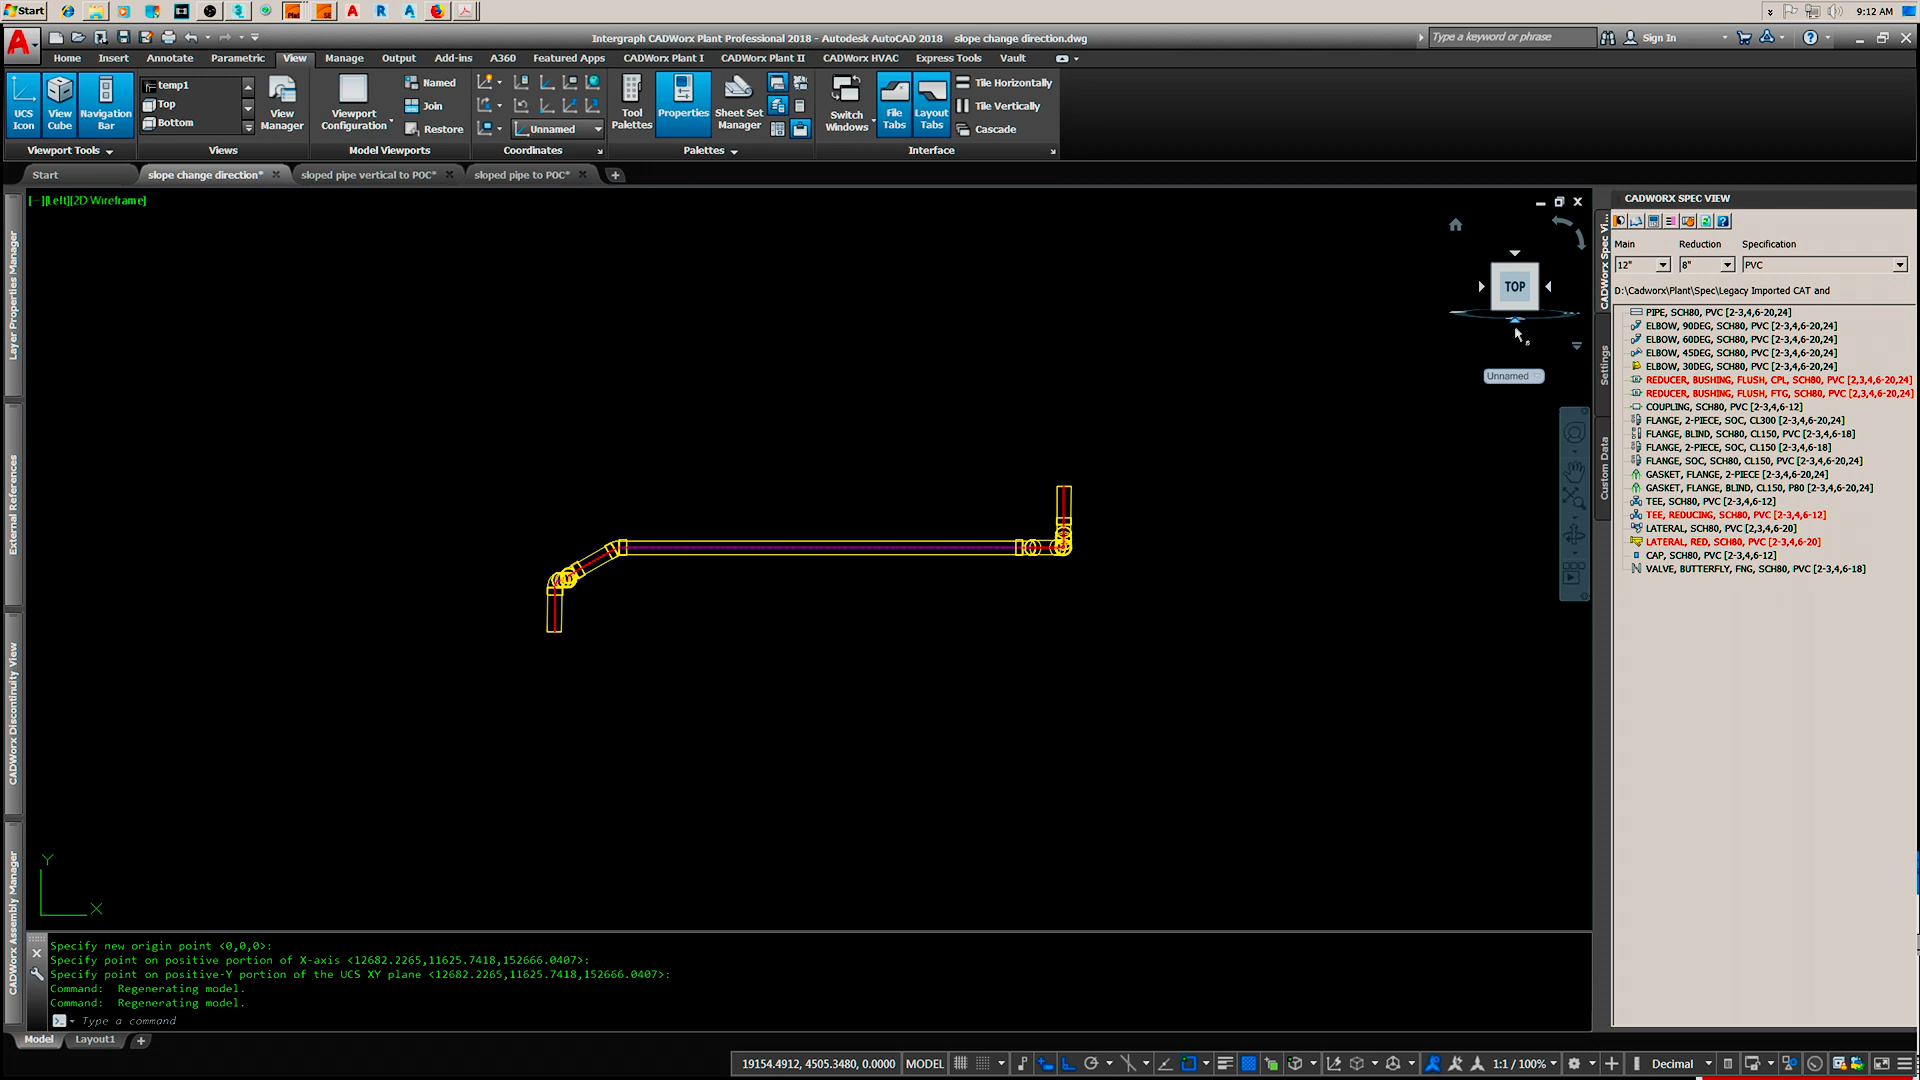 Start
9:12 AM
Intergraph CADWorx Plant Professional 2018 - Autodesk AutoCAD 2018 slope change direction.dwg
Type a keyword or phrase
Sign In
Home Insert Annotate Parametric View Manage Output Add-ins A360 Featured Apps CADWorx Plant I CADWorx Plant II CADWorx HVAC Express Tools Vault
UCS Icon
View Cube
Navigation Bar
temp1
Top
Bottom
View Manager
Viewport Configuration
Named
Join
Restore
Unnamed
Tool Palettes
Properties
Sheet Set Manager
Switch Windows
File Tabs
Layout Tabs
Tile Horizontally
Tile Vertically
Cascade
Viewport Tools Views Model Viewports Coordinates Palettes Interface
Start slope change direction* sloped pipe vertical to POC* sloped pipe to POC*
[−][Left][2D Wireframe]
Layer Properties Manager
External References
CADWorx Discontinuity View
CADWorx Assembly Manager
TOP
Unnamed
CADWorx Spec Vi...
Settings
Custom Data
CADWORX SPEC VIEW
Main Reduction Specification
12" 8" PVC
D:\Cadworx\Plant\Spec\Legacy Imported CAT and
PIPE, SCH80, PVC [2-3,4,6-20,24]
ELBOW, 90DEG, SCH80, PVC [2-3,4,6-20,24]
ELBOW, 60DEG, SCH80, PVC [2-3,4,6-20,24]
ELBOW, 45DEG, SCH80, PVC [2-3,4,6-20,24]
ELBOW, 30DEG, SCH80, PVC [2-3,4,6-20,24]
REDUCER, BUSHING, FLUSH, CPL, SCH80, PVC [2,3,4,6-20,24]
REDUCER, BUSHING, FLUSH, FTG, SCH80, PVC [2,3,4,6-20,24]
COUPLING, SCH80, PVC [2-3,4,6-12]
FLANGE, 2-PIECE, SOC, CL300 [2-3,4,6-20,24]
FLANGE, BLIND, SCH80, CL150, PVC [2-3,4,6-18]
FLANGE, 2-PIECE, SOC, CL150 [2-3,4,6-18]
FLANGE, SOC, SCH80, CL150, PVC [2-3,4,6-20,24]
GASKET, FLANGE, 2-PIECE [2-3,4,6-20,24]
GASKET, FLANGE, BLIND, CL150, P80 [2-3,4,6-20,24]
TEE, SCH80, PVC [2-3,4,6-12]
TEE, REDUCING, SCH80, PVC [2-3,4,6-12]
LATERAL, SCH80, PVC [2,3,4,6-20]
LATERAL, RED, SCH80, PVC [2-3,4,6-20]
CAP, SCH80, PVC [2-3,4,6-12]
VALVE, BUTTERFLY, FNG, SCH80, PVC [2-3,4,6-18]
Y
X
Specify new origin point <0,0,0>:
Specify point on positive portion of X-axis <12682.2265,11625.7418,152666.0407>:
Specify point on positive-Y portion of the UCS XY plane <12682.2265,11625.7418,152666.0407>:
Command: Regenerating model.
Command: Regenerating model.
Type a command
Model Layout1
19154.4912, 4505.3480, 0.0000 MODEL 1:1 / 100% Decimal